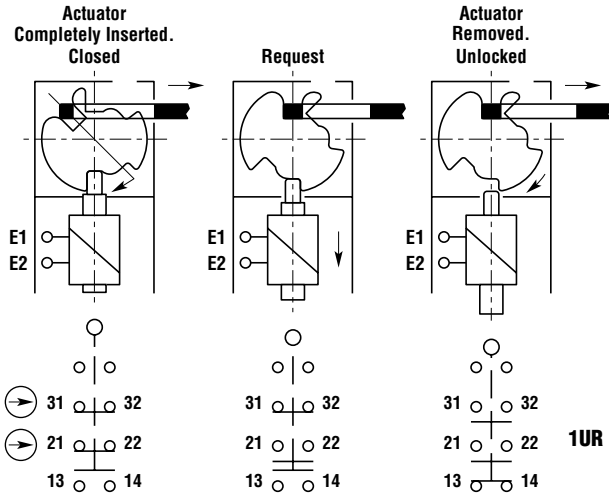 Actuator
Completely Inserted.
Closed
Request
Actuator
Removed.
Unlocked
E1
E2
E1
E2
E1
E2
31 32
21 22
13 14
31 32
21 22
13 14
31 32
21 22
13 14
1UR